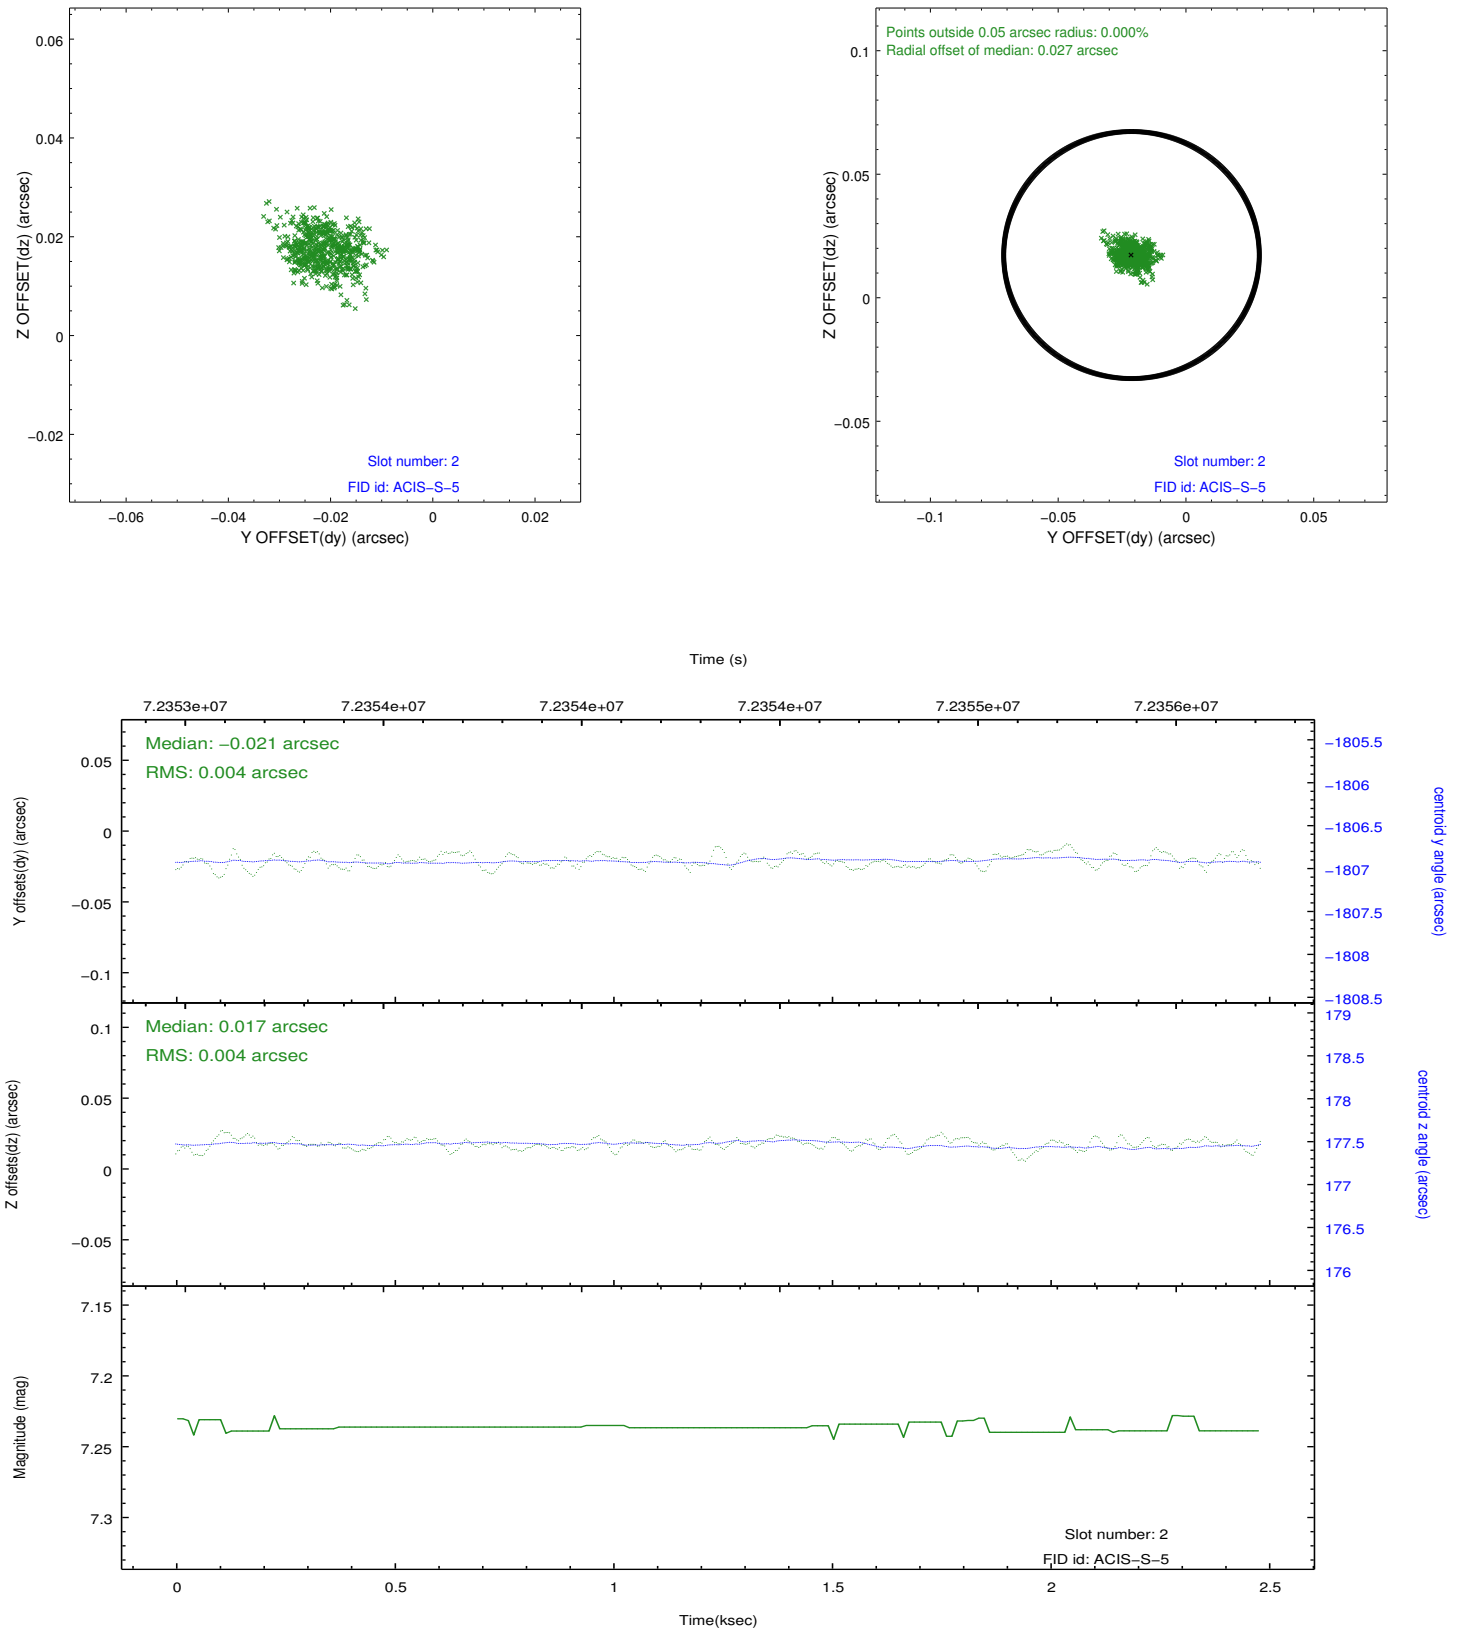 0.06
0.04
0.02
0
−0.02
Z OFFSET(dz) (arcsec)
Slot number: 2
FID id: ACIS−S−5
−0.06 −0.04 −0.02 0 0.02
Y OFFSET(dy) (arcsec)
Points outside 0.05 arcsec radius: 0.000%
Radial offset of median: 0.027 arcsec
0.1
0.05
0
−0.05
Z OFFSET(dz) (arcsec)
Slot number: 2
FID id: ACIS−S−5
−0.1 −0.05 0 0.05
Y OFFSET(dy) (arcsec)
Time (s)
7.2353e+07 7.2354e+07 7.2354e+07 7.2354e+07 7.2355e+07 7.2356e+07
Median: −0.021 arcsec
RMS: 0.004 arcsec
0.05
0
−0.05
−0.1
Y offsets(dy) (arcsec)
−1805.5
−1806
−1806.5
−1807
−1807.5
−1808
−1808.5
centroid y angle (arcsec)
Median: 0.017 arcsec
RMS: 0.004 arcsec
0.1
0.05
0
−0.05
Z offsets(dz) (arcsec)
179
178.5
178
177.5
177
176.5
176
centroid z angle (arcsec)
7.15
7.2
7.25
7.3
Magnitude (mag)
Slot number: 2
FID id: ACIS−S−5
0 0.5 1 1.5 2 2.5
Time(ksec)